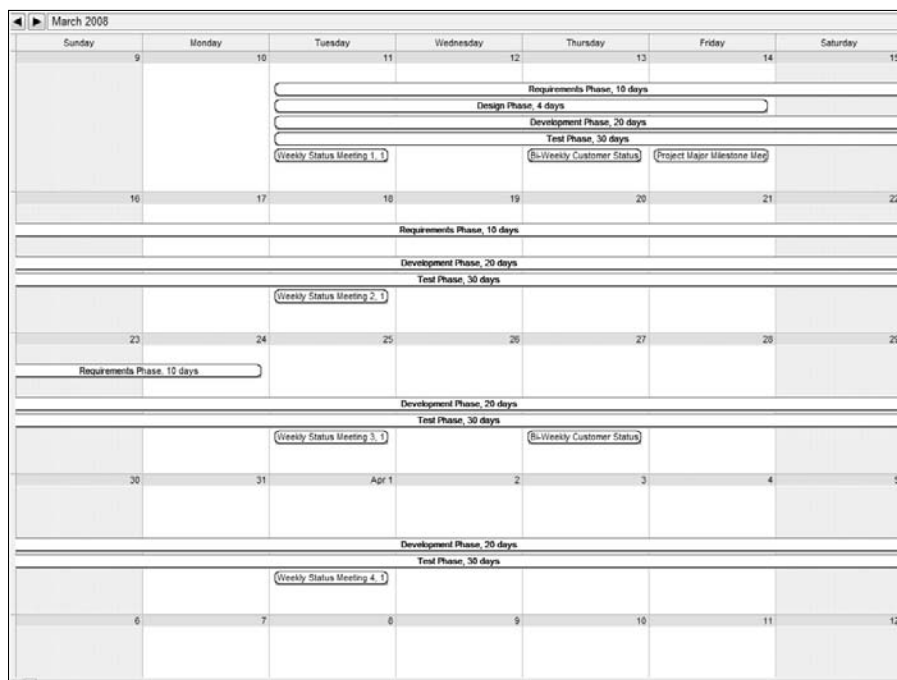 March 2008
Sunday Monday Tuesday Wednesday Thursday Friday Saturday
9 10 11 12 13 14 15
Requirements Phase, 10 days
Design Phase, 4 days
Development Phase, 20 days
Test Phase, 30 days
Weekly Status Meeting 1, 1 Bi-Weekly Customer Status Project Major Milestone Mee
16 17 18 19 20 21 22
Requirements Phase, 10 days
Development Phase, 20 days
Test Phase, 30 days
Weekly Status Meeting 2, 1
23 24 25 26 27 28 29
Requirements Phase, 10 days
Development Phase, 20 days
Test Phase, 30 days
Weekly Status Meeting 3, 1 Bi-Weekly Customer Status
30 31 Apr 1 2 3 4 5
Development Phase, 20 days
Test Phase, 30 days
Weekly Status Meeting 4, 1
6 7 8 9 10 11 12